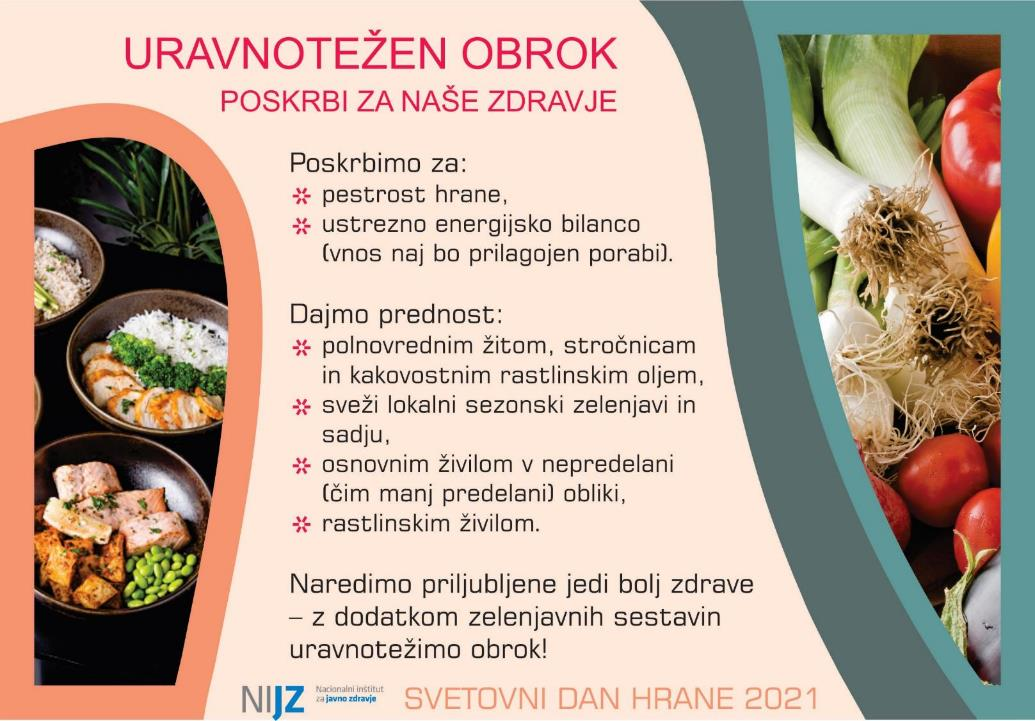 URAVNOTEŽEN OBROK
POSKRBI ZA NAŠE ZDRAVJE
Poskrbimo za:
pestrost hrane,
ustrezno energijsko bilanco
(vnos naj bo prilagojen porabi).
Dajmo prednost:
polnovrednim žitom, stročnicam
in kakovostnim rastlinskim oljem,
sveži lokalni sezonski zelenjavi in
sadju,
osnovnim živilom v nepredelani
(čim manj predelani) obliki,
rastlinskim živilom.
Naredimo priljubljene jedi bolj zdrave
– z dodatkom zelenjavnih sestavin
uravnotežimo obrok!
NIJZ
Nacionalni inštitut
za javno zdravje
SVETOVNI DAN HRANE 2021